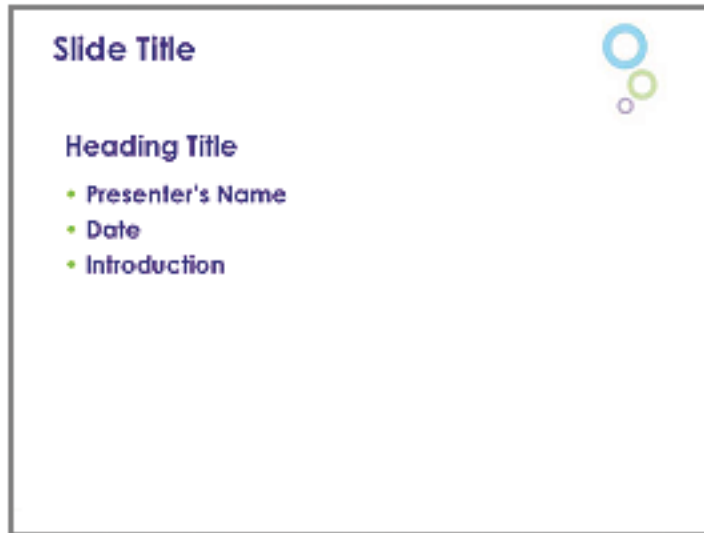 Slide Title
Heading Title
• Presenter's Name
• Date
• Introduction